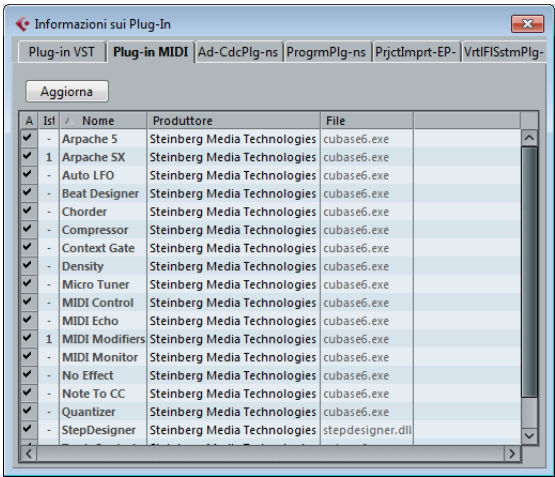 Informazioni sui Plug-In
Plug-in VST Plug-in MIDI Ad-CdcPlg-ns ProgrmPlg-ns PrjctImprt-EP- VrtlFlSstmPlg-
Aggiorna
A Ist Nome Produttore File
- Arpache 5 Steinberg Media Technologies cubase6.exe
1 Arpache SX Steinberg Media Technologies cubase6.exe
- Auto LFO Steinberg Media Technologies cubase6.exe
- Beat Designer Steinberg Media Technologies cubase6.exe
- Chorder Steinberg Media Technologies cubase6.exe
- Compressor Steinberg Media Technologies cubase6.exe
- Context Gate Steinberg Media Technologies cubase6.exe
- Density Steinberg Media Technologies cubase6.exe
- Micro Tuner Steinberg Media Technologies cubase6.exe
- MIDI Control Steinberg Media Technologies cubase6.exe
- MIDI Echo Steinberg Media Technologies cubase6.exe
1 MIDI Modifiers Steinberg Media Technologies cubase6.exe
- MIDI Monitor Steinberg Media Technologies cubase6.exe
- No Effect Steinberg Media Technologies cubase6.exe
- Note To CC Steinberg Media Technologies cubase6.exe
- Quantizer Steinberg Media Technologies cubase6.exe
- StepDesigner Steinberg Media Technologies stepdesigner.dll